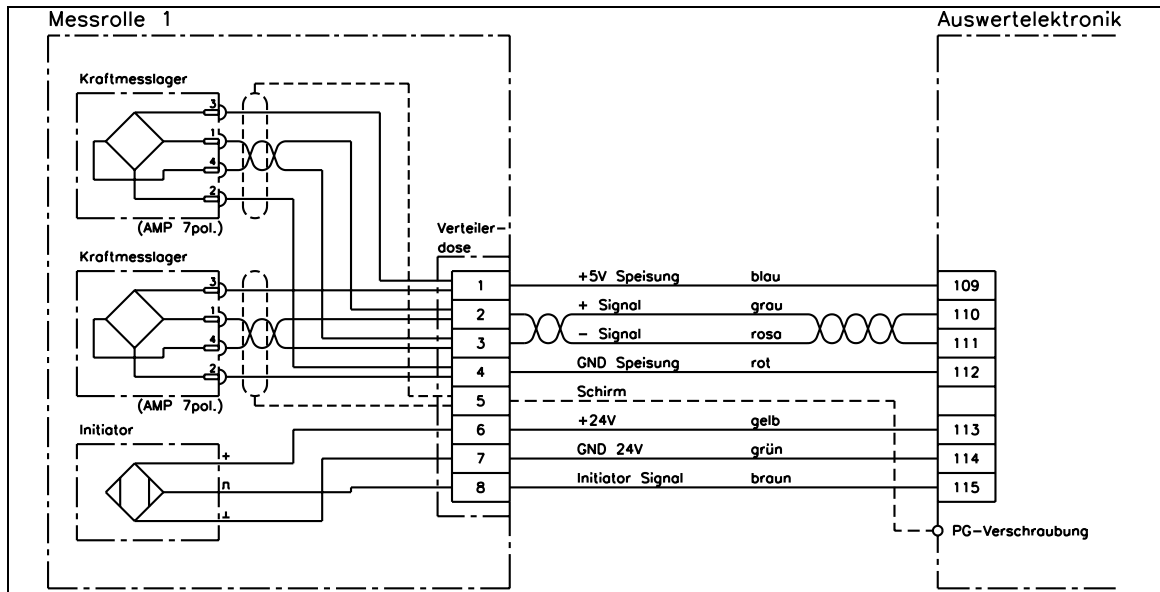 Messrolle 1
Auswertelektronik
Kraftmesslager
3
1
4
2
(AMP 7pol.)
Kraftmesslager
3
1
4
2
(AMP 7pol.)
Initiator
+
n
⊥
Verteiler-
dose
1 +5V Speisung blau 109
2 + Signal grau 110
3 - Signal rosa 111
4 GND Speisung rot 112
5 Schirm
6 +24V gelb 113
7 GND 24V grün 114
8 Initiator Signal braun 115
PG-Verschraubung